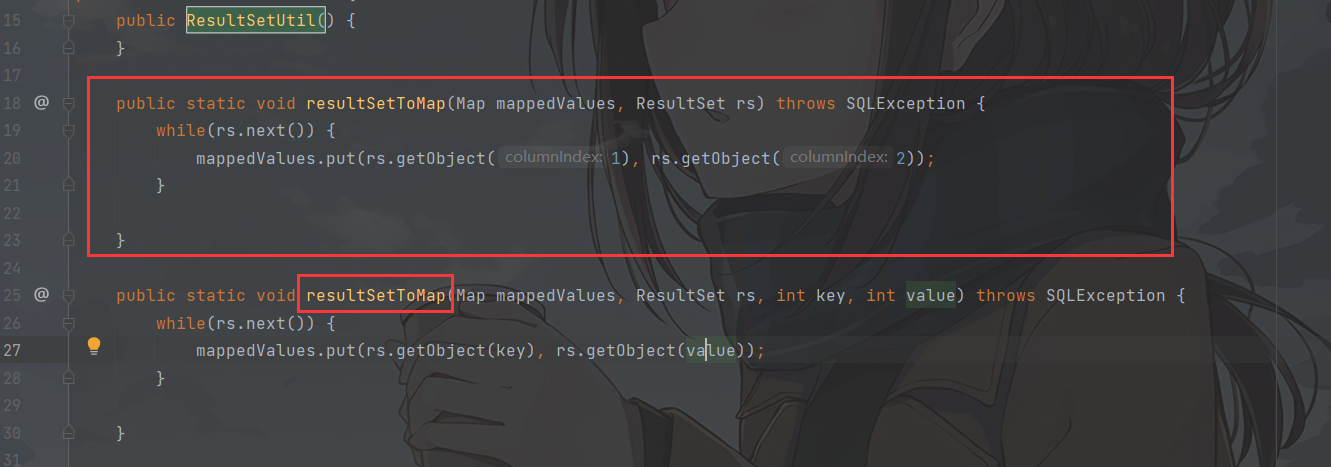 15 public ResultSetUtil() {
16 }
17
18 @ public static void resultSetToMap(Map mappedValues, ResultSet rs) throws SQLException {
19 while(rs.next()) {
20 mappedValues.put(rs.getObject( columnIndex: 1), rs.getObject( columnIndex: 2));
21 }
22
23 }
24
25 @ public static void resultSetToMap(Map mappedValues, ResultSet rs, int key, int value) throws SQLException {
26 while(rs.next()) {
27 mappedValues.put(rs.getObject(key), rs.getObject(value));
28 }
29
30 }
31